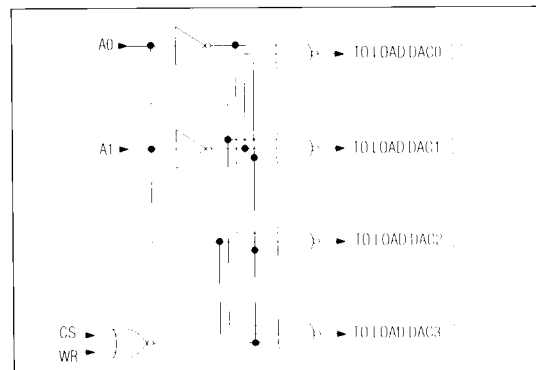 A0
TO LOAD DAC0
A1
TO LOAD DAC1
TO LOAD DAC2
CS
WR
TO LOAD DAC3